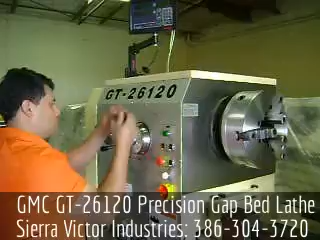 GT-26120
GMC GT-26120 Precision Gap Bed Lathe
Sierra Victor Industries: 386-304-3720